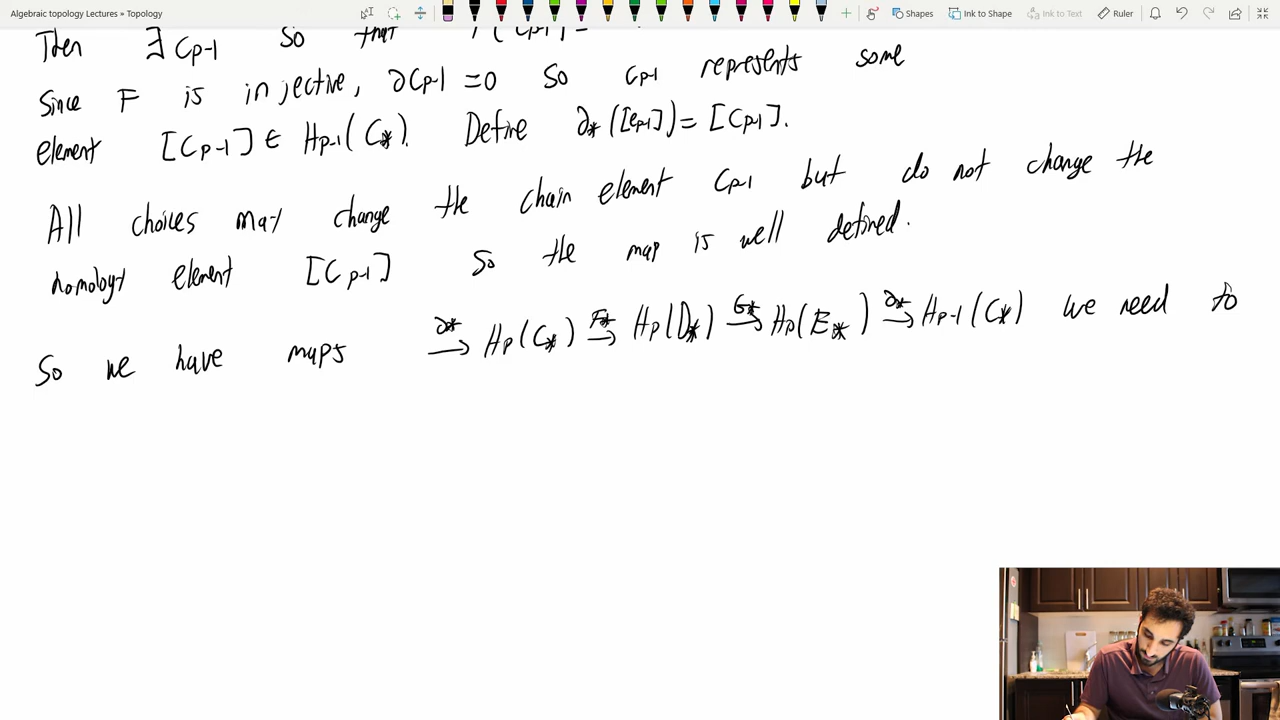 Algebraic topology Lectures » Topology
Shapes Ink to Shape Ink to Text Ruler
Then ∃ Cp-1 so that
Since F is injective, ∂Cp-1 = 0 so Cp-1 represents some
element [Cp-1] ∈ Hp-1(C*). Define ∂*([ep]) = [Cp-1].
All choices may change the chain element Cp-1 but do not change the
homology element [Cp-1] so the map is well defined.
So we have maps ∂*→ Hp(C*) F*→ Hp(D*) G*→ Hp(E*) ∂*→ Hp-1(C*) we need to